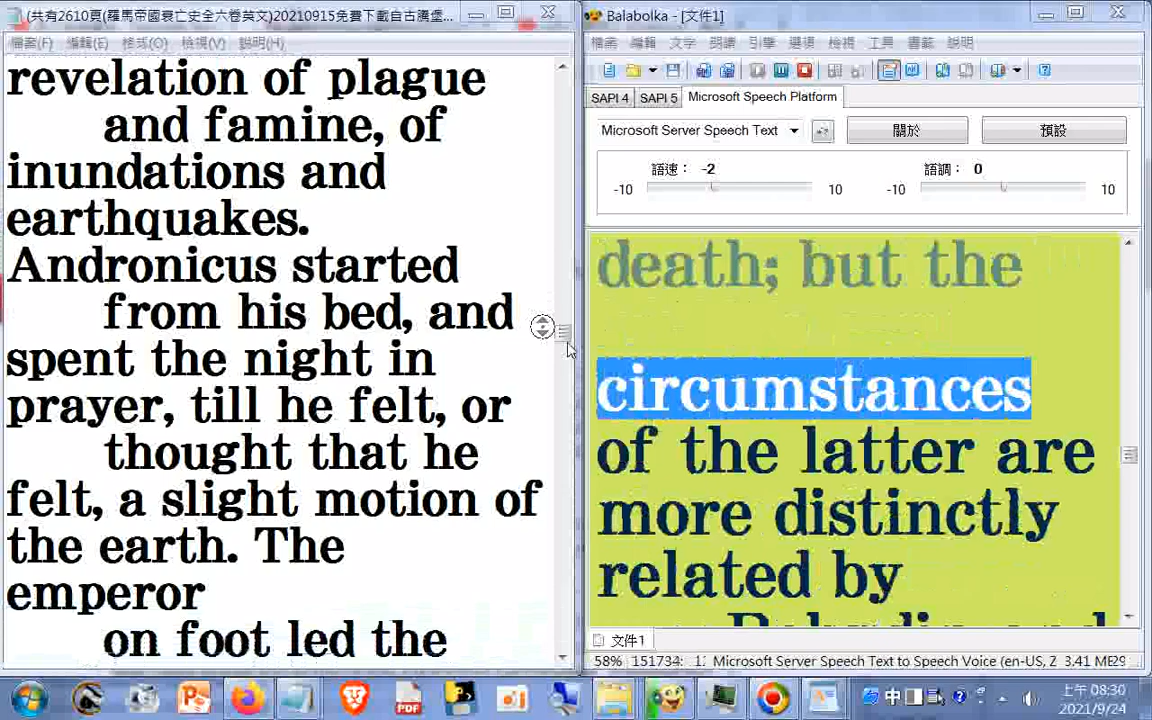 (共有2610頁(羅馬帝國衰亡史全六卷英文)20210915免費下載自古騰堡...
檔案(F) 編輯(E) 格式(O) 檢視(V) 說明(H)
revelation of plague
and famine, of
inundations and
earthquakes.
Andronicus started
from his bed, and
spent the night in
prayer, till he felt, or
thought that he
felt, a slight motion of
the earth. The
emperor
on foot led the
Balabolka - [文件1]
檔案 編輯 文字 朗讀 引擎 選項 檢視 工具 書籤 說明
SAPI 4 SAPI 5 Microsoft Speech Platform
Microsoft Server Speech Text 關於 預設
語速： -2 語調： 0
-10 10 -10 10
death; but the
circumstances
of the latter are
more distinctly
related by
文件1
58% 151734: Microsoft Server Speech Text to Speech Voice (en-US, Z 3.41 ME29
中
上午 08:30
2021/9/24